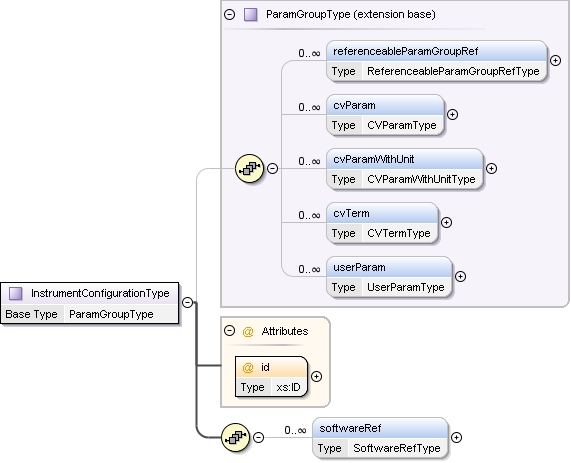 ParamGroupType (extension base)
0..∞
referenceableParamGroupRef
Type ReferenceableParamGroupRefType
0..∞
cvParam
Type CVParamType
0..∞
cvParamWithUnit
Type CVParamWithUnitType
0..∞
cvTerm
Type CVTermType
0..∞
userParam
Type UserParamType
InstrumentConfigurationType
Base Type ParamGroupType
@ Attributes
@ id
Type xs:ID
0..∞
softwareRef
Type SoftwareRefType